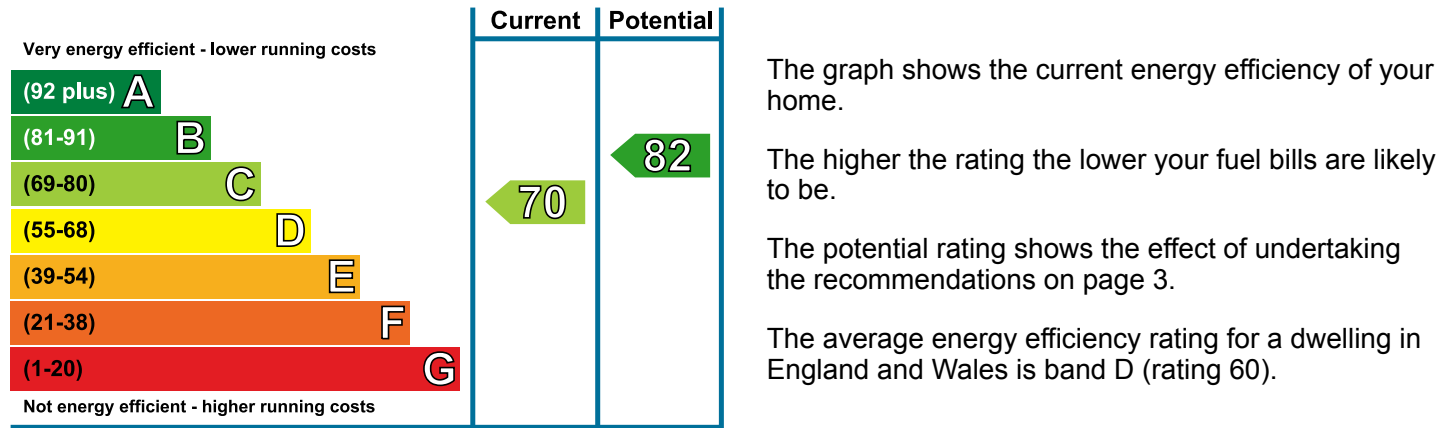 Current Potential
Very energy efficient - lower running costs
(92 plus) A
(81-91) B
(69-80) C
(55-68) D
(39-54) E
(21-38) F
(1-20) G
Not energy efficient - higher running costs
70
82
The graph shows the current energy efficiency of your
home.
The higher the rating the lower your fuel bills are likely
to be.
The potential rating shows the effect of undertaking
the recommendations on page 3.
The average energy efficiency rating for a dwelling in
England and Wales is band D (rating 60).